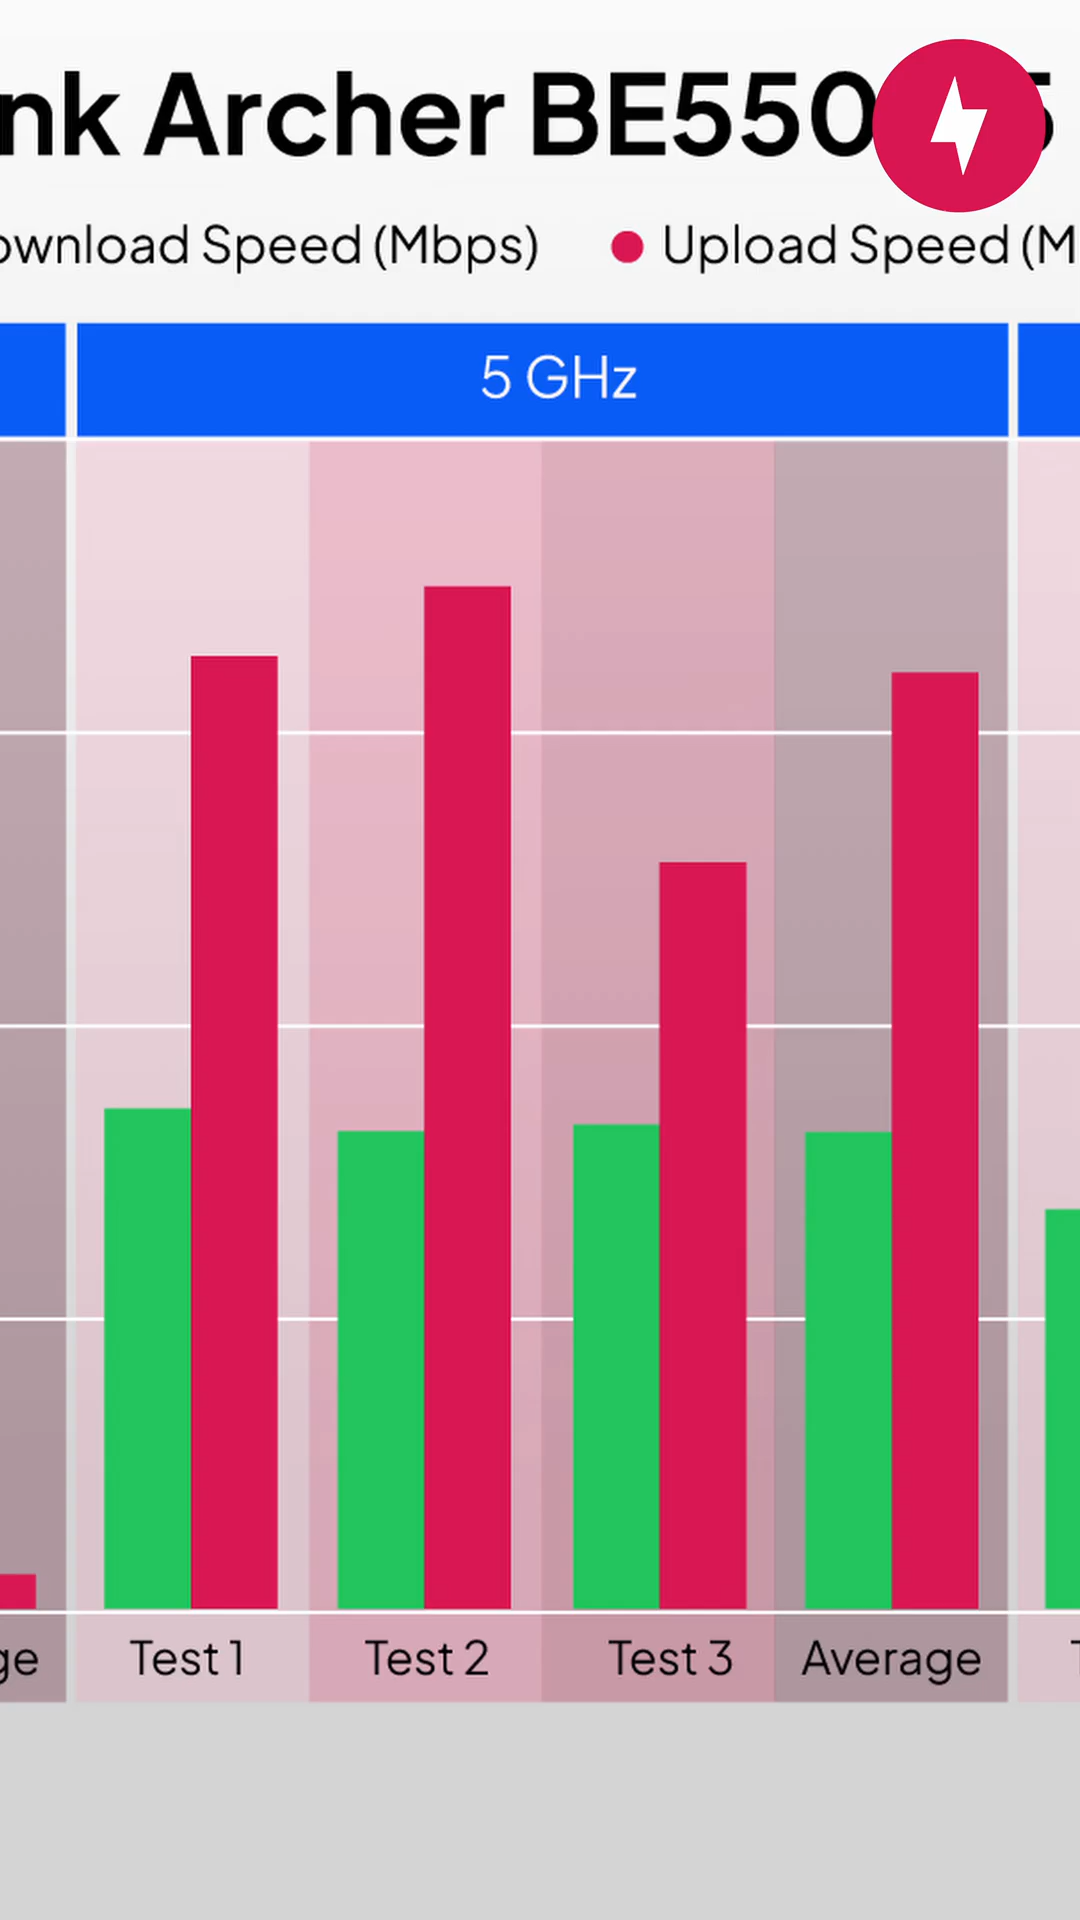 nk Archer BE550
ownload Speed (Mbps) Upload Speed (M
5 GHz
ge Test 1 Test 2 Test 3 Average